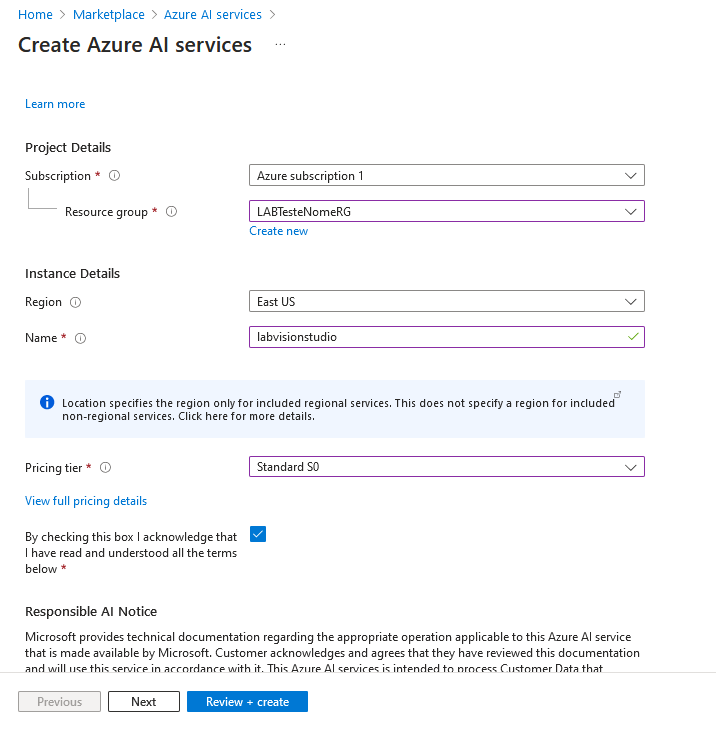 Home > Marketplace > Azure AI services >
Create Azure AI services ...
Learn more
Project Details
Subscription * Azure subscription 1
Resource group * LABTesteNomeRG
Create new
Instance Details
Region East US
Name * labvisionstudio
Location specifies the region only for included regional services. This does not specify a region for included
non-regional services. Click here for more details.
Pricing tier * Standard S0
View full pricing details
By checking this box I acknowledge that
I have read and understood all the terms
below *
Responsible AI Notice
Microsoft provides technical documentation regarding the appropriate operation applicable to this Azure AI service
that is made available by Microsoft. Customer acknowledges and agrees that they have reviewed this documentation
and will use this service in accordance with it. This Azure AI services is intended to process Customer Data that
Previous Next Review + create